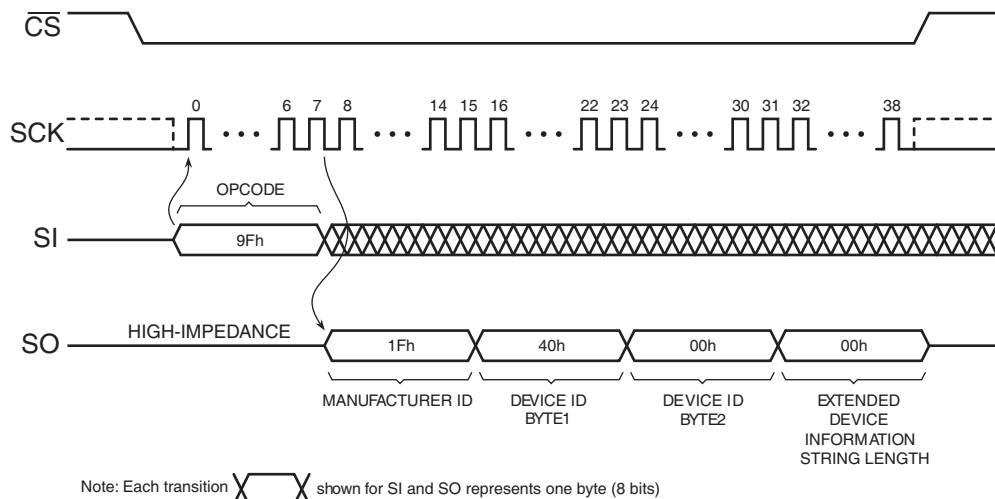 CS
0 6 7 8 14 15 16 22 23 24 30 31 32 38
SCK
OPCODE
SI
9Fh
HIGH-IMPEDANCE
SO
1Fh 40h 00h 00h
MANUFACTURER ID
DEVICE ID
BYTE1
DEVICE ID
BYTE2
EXTENDED
DEVICE
INFORMATION
STRING LENGTH
Note: Each transition shown for SI and SO represents one byte (8 bits)